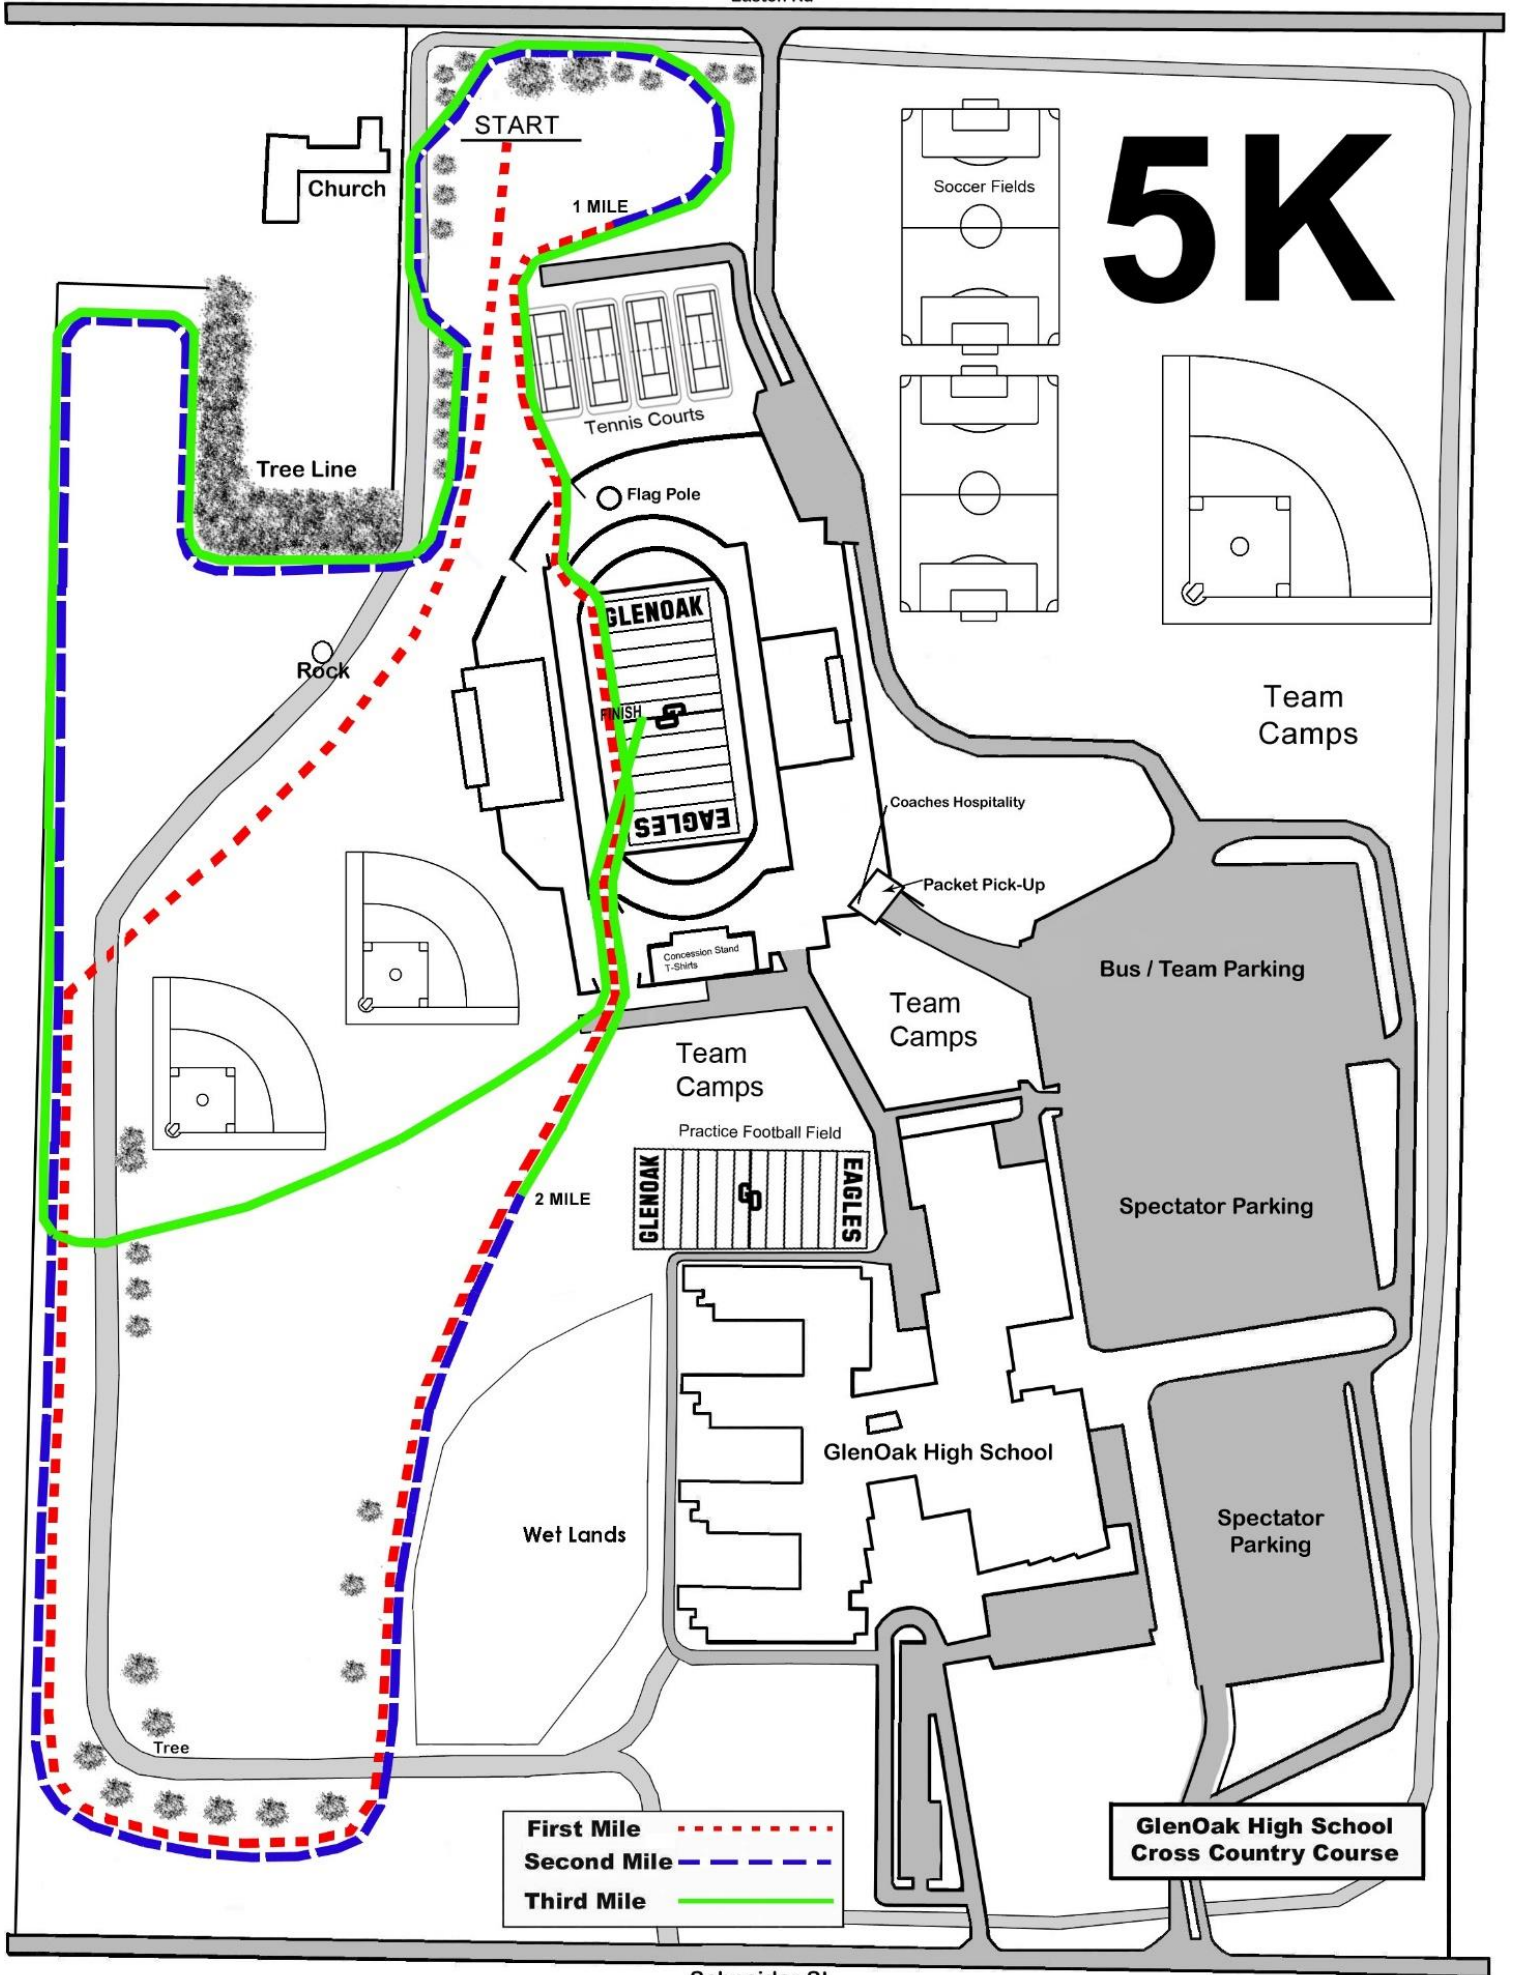 START
5K
Church
Soccer Fields
1 MILE
Tennis Courts
Tree Line
Flag Pole
GLENOAK
Rock
Team
Camps
FINISH
GO
EAGLES
Coaches Hospitality
Packet Pick-Up
Concession Stand
T-Shirts
Bus / Team Parking
Team
Camps
Team
Camps
Practice Football Field
GLENOAK
GO
EAGLES
2 MILE
Spectator Parking
GlenOak High School
Wet Lands
Spectator
Parking
Tree
First Mile
Second Mile
Third Mile
GlenOak High School
Cross Country Course